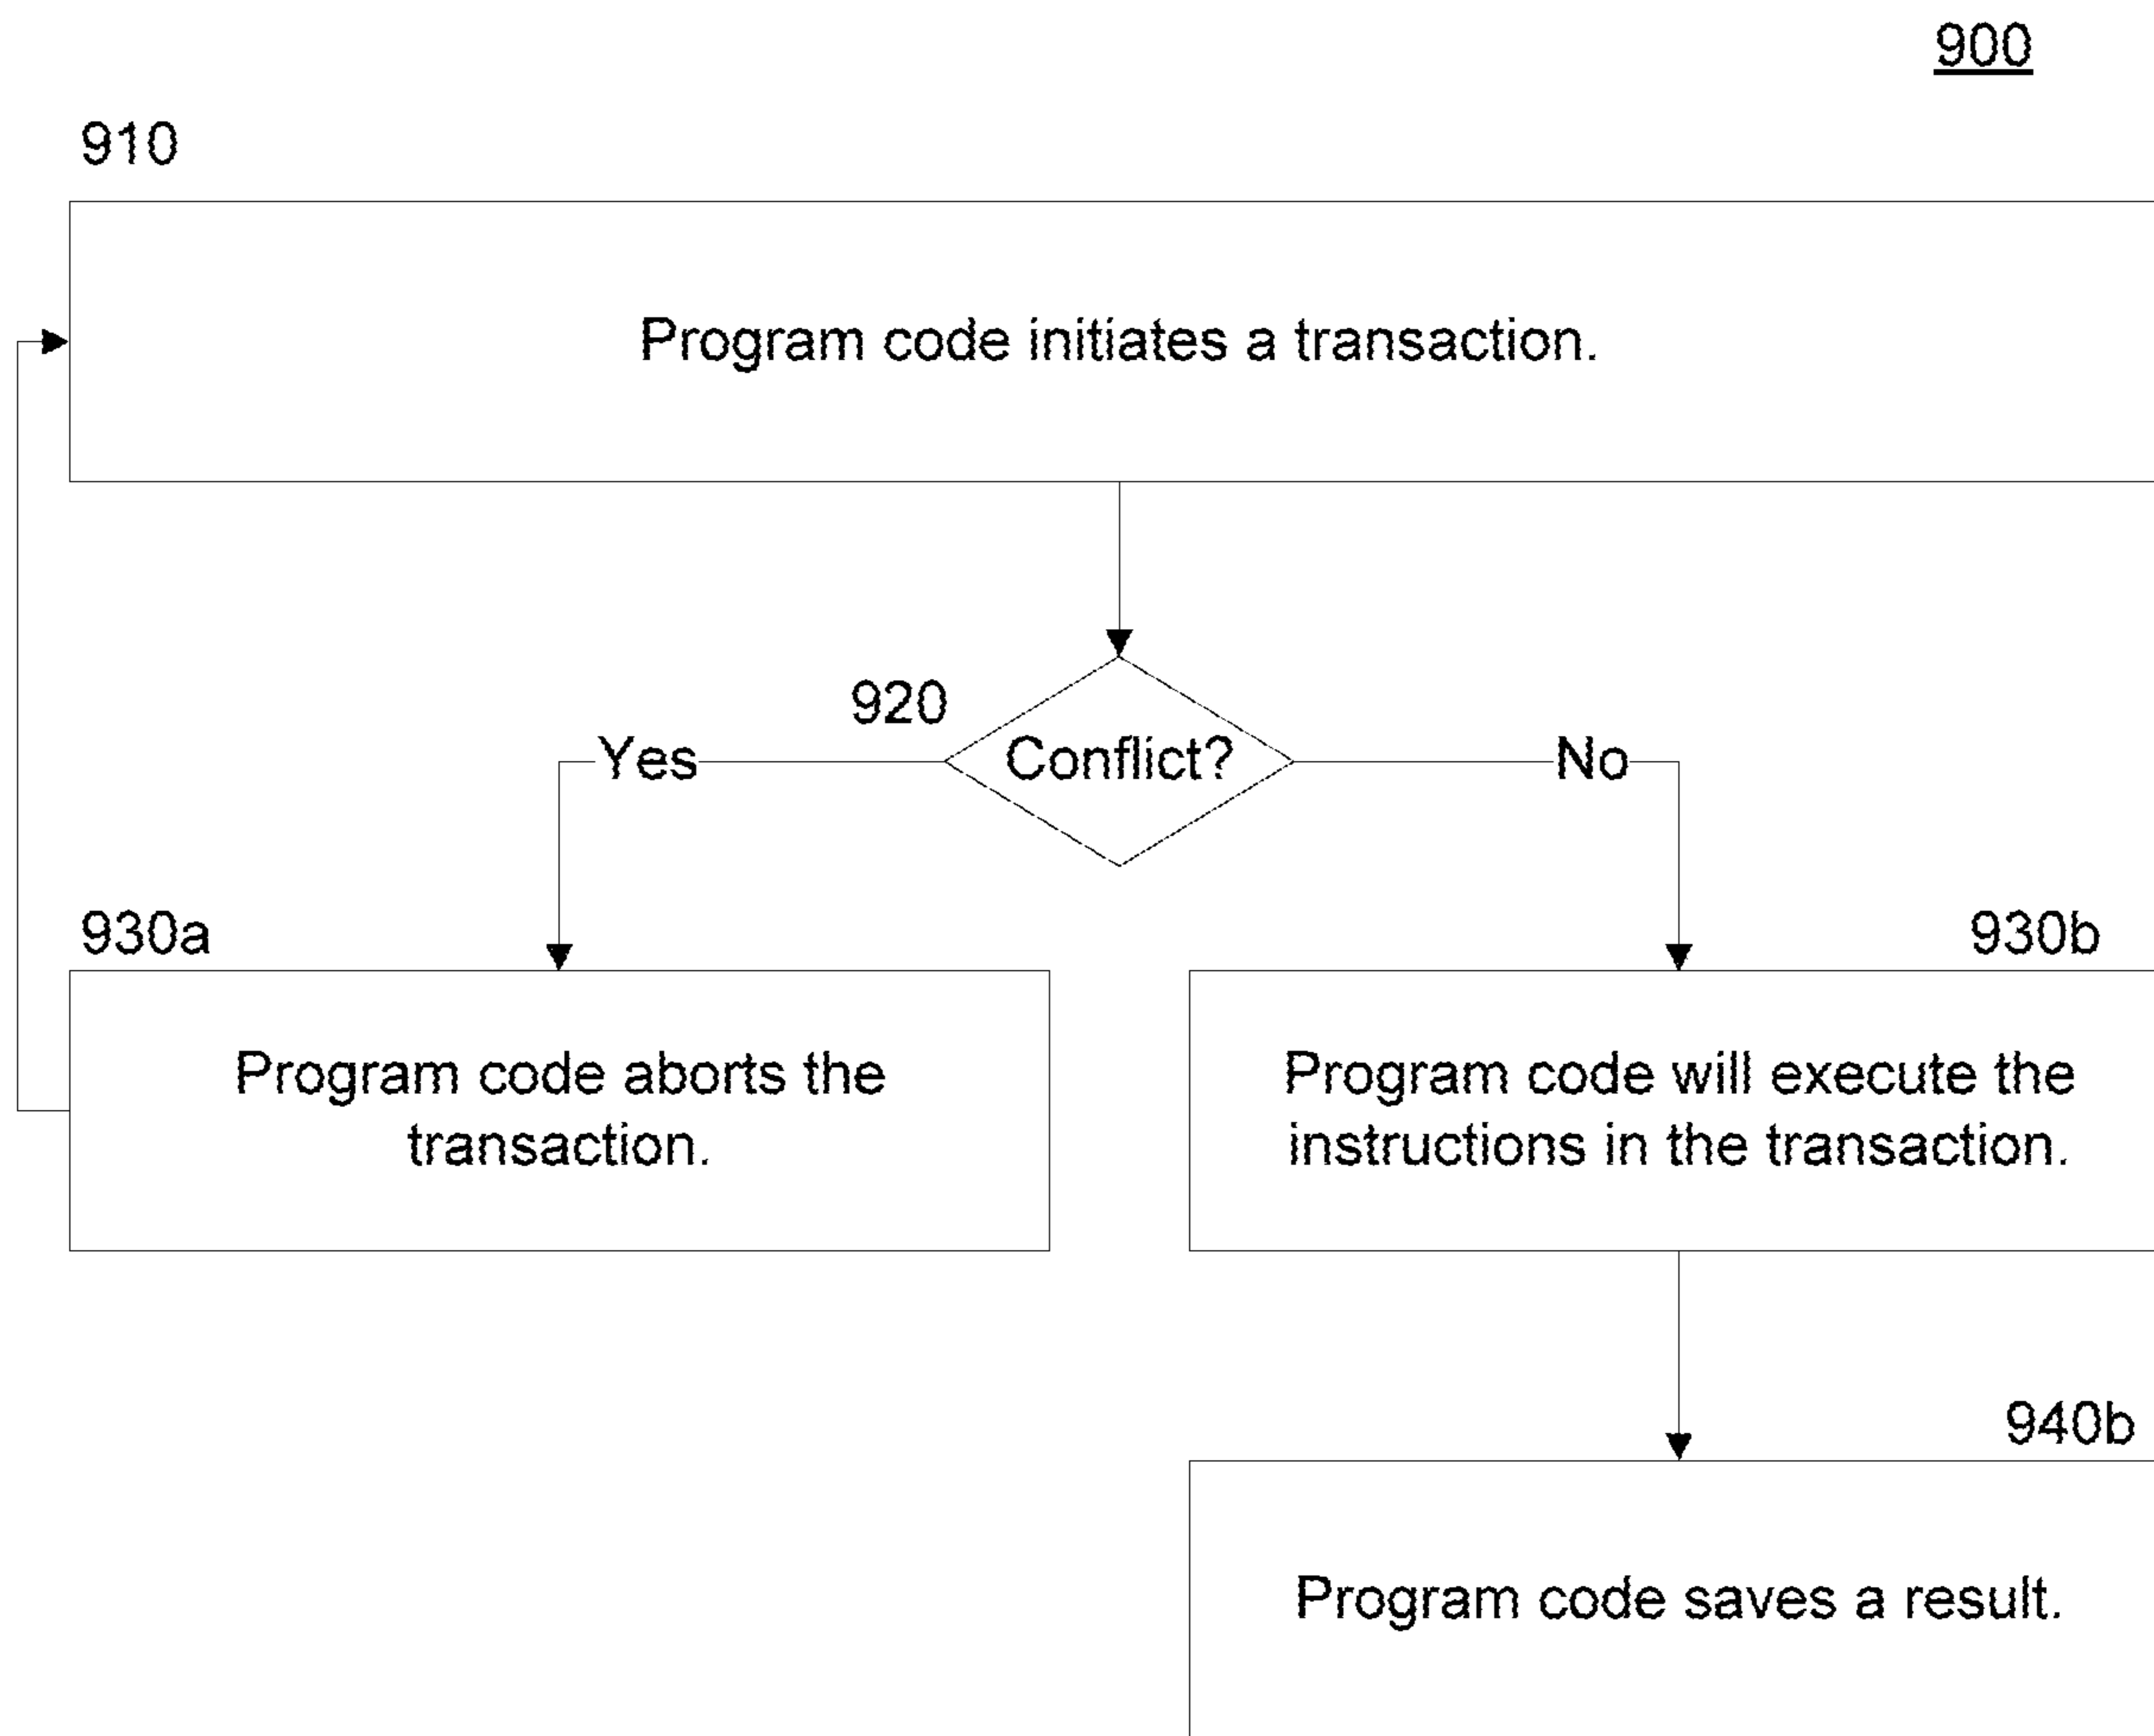 900
910
Program code initiates a transaction.
920
Conflict?
Yes
No
930a
930b
Program code aborts the
transaction.
Program code will execute the
instructions in the transaction.
940b
Program code saves a result.